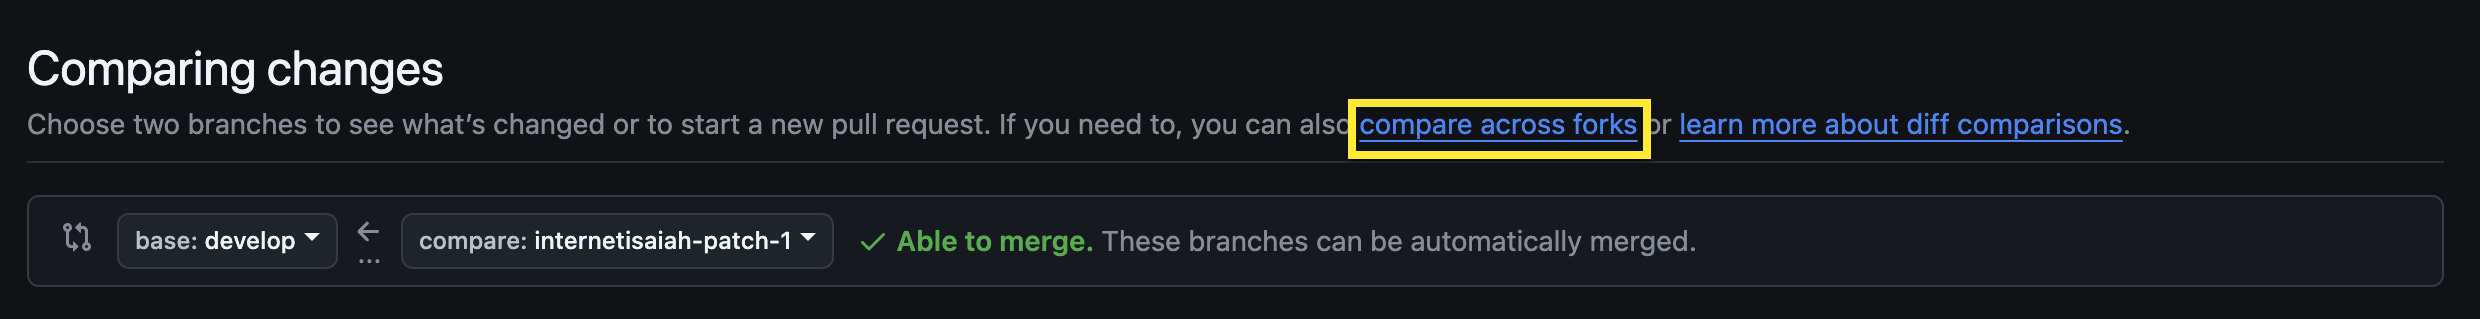 Comparing changes
Choose two branches to see what’s changed or to start a new pull request. If you need to, you can also compare across forks or learn more about diff comparisons.
base: develop ← compare: internetisaiah-patch-1 ✓ Able to merge. These branches can be automatically merged.
...